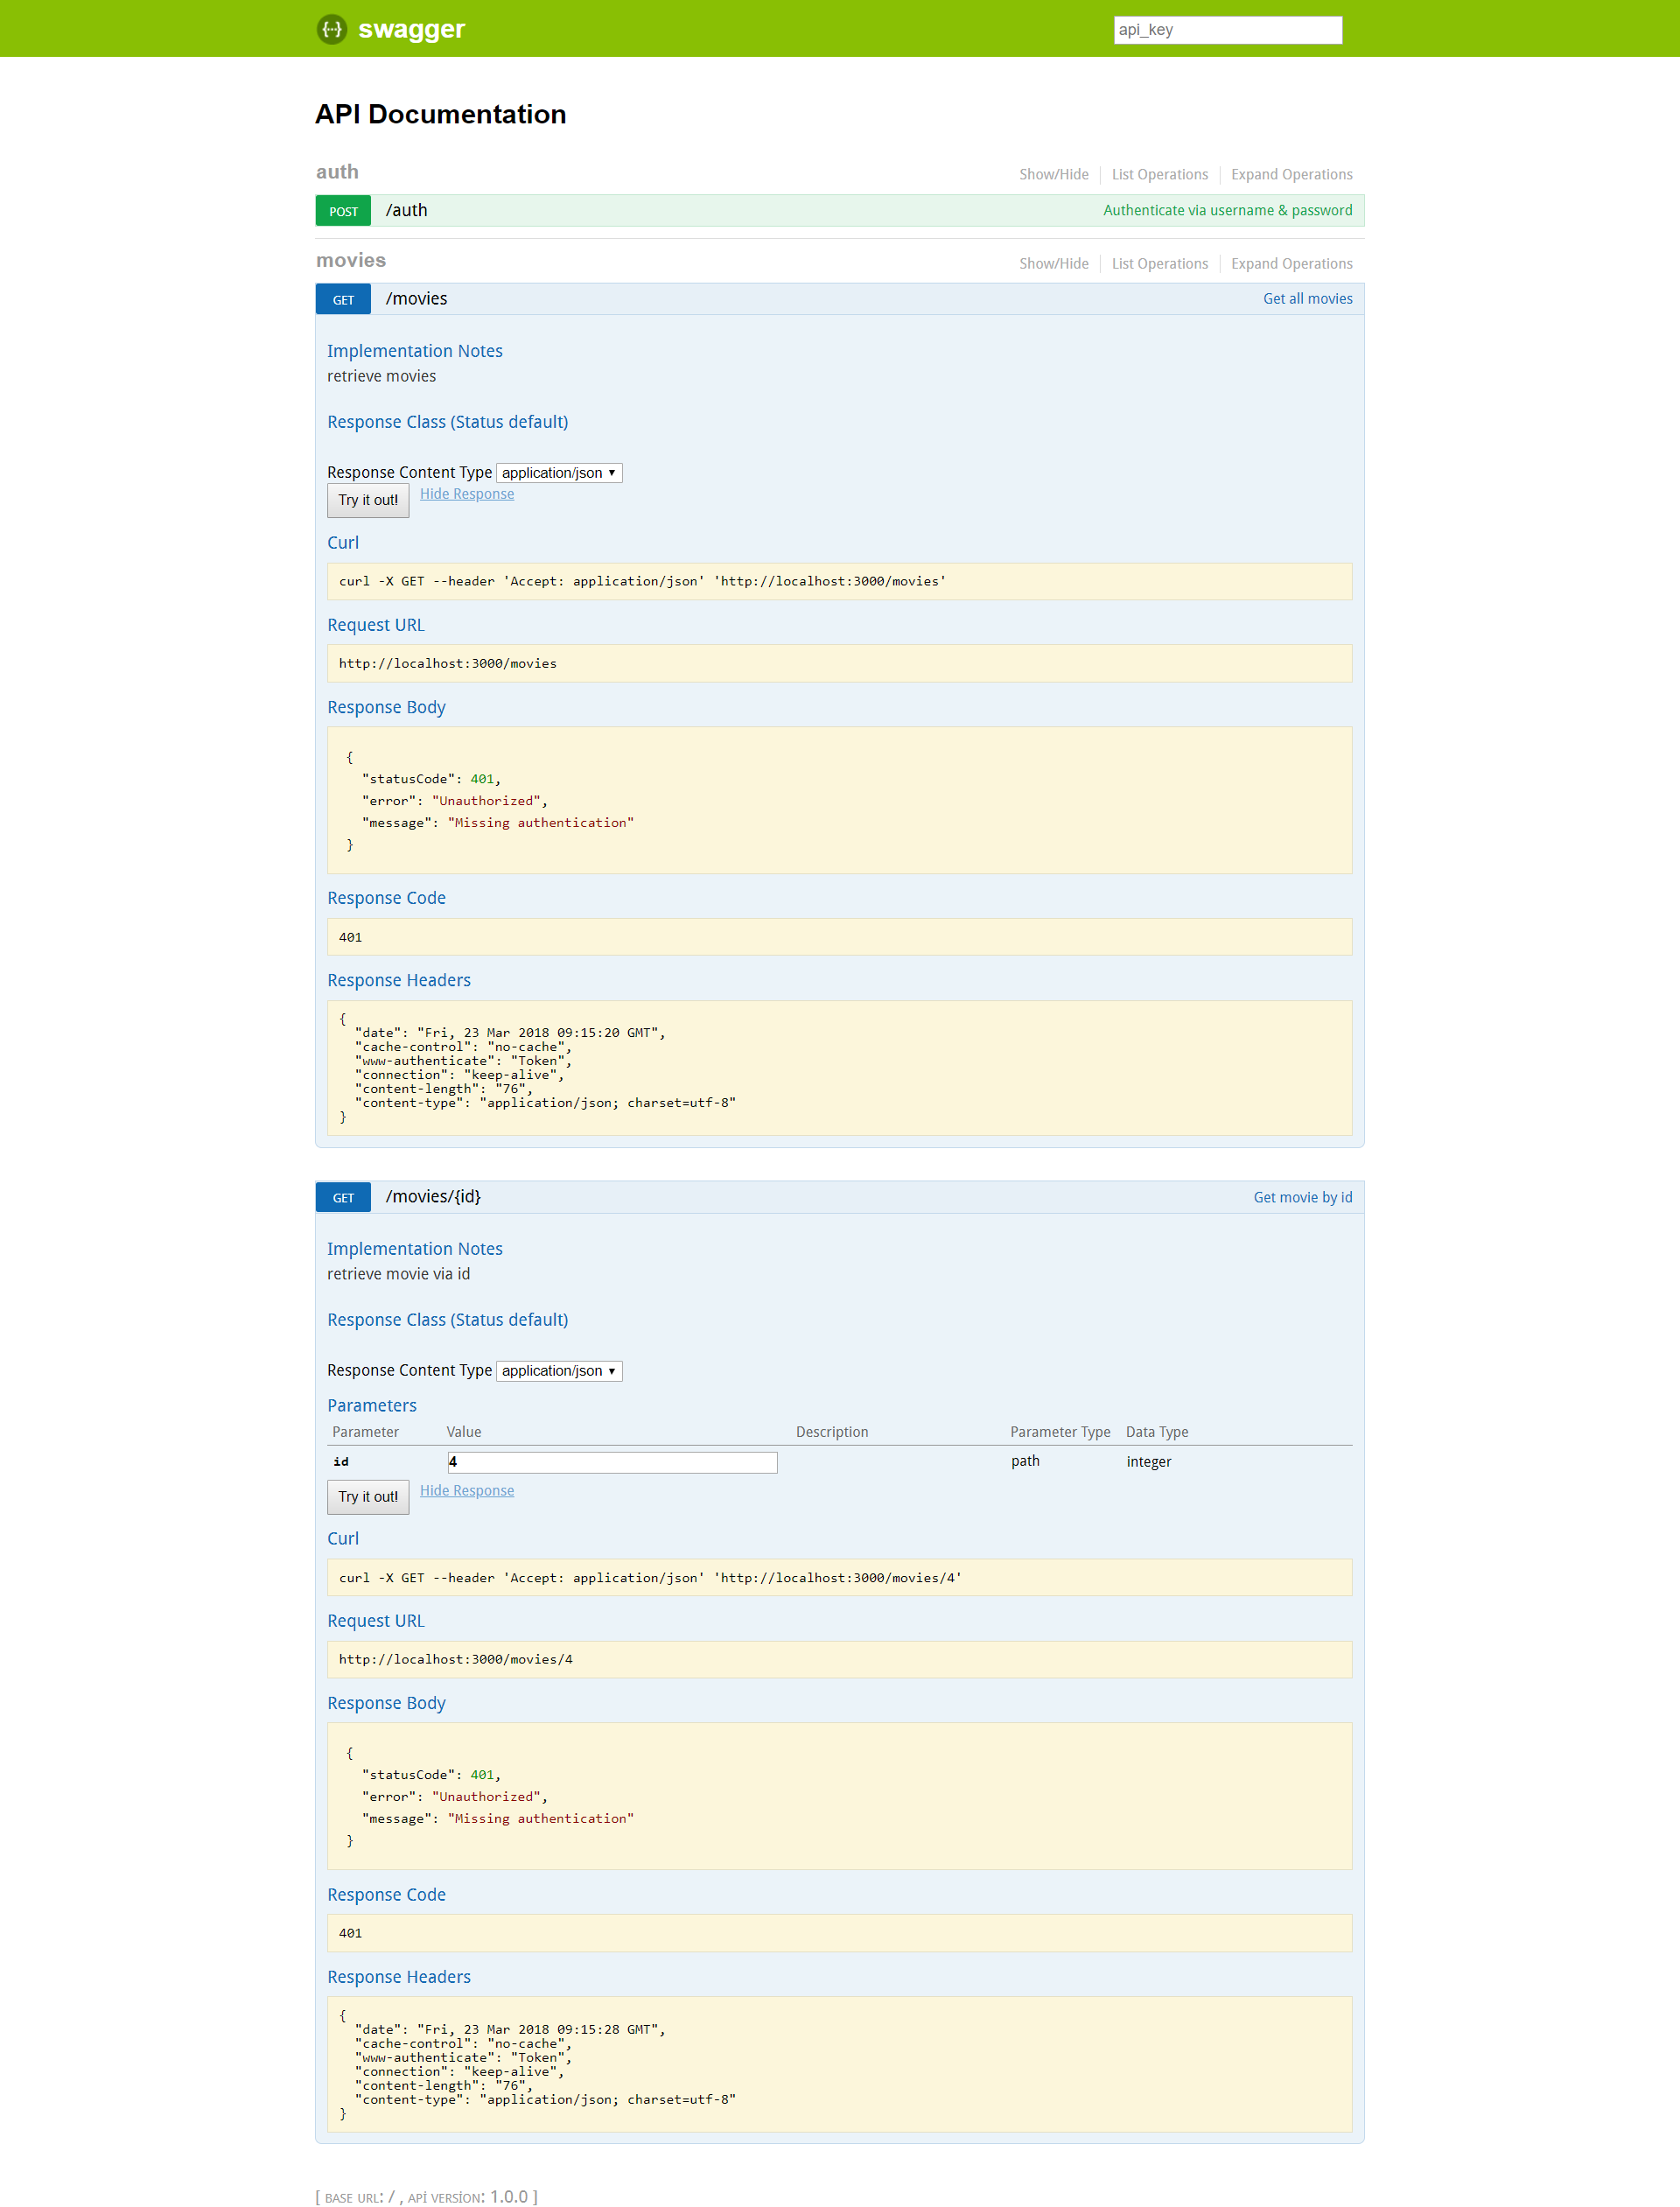 swagger
api_key
API Documentation
auth Show/Hide List Operations Expand Operations
POST /auth Authenticate via username & password
movies Show/Hide List Operations Expand Operations
GET /movies Get all movies
Implementation Notes
retrieve movies
Response Class (Status default)
Response Content Type application/json
Try it out! Hide Response
Curl
curl -X GET --header 'Accept: application/json' 'http://localhost:3000/movies'
Request URL
http://localhost:3000/movies
Response Body
{
"statusCode": 401,
"error": "Unauthorized",
"message": "Missing authentication"
}
Response Code
401
Response Headers
{
"date": "Fri, 23 Mar 2018 09:15:20 GMT",
"cache-control": "no-cache",
"www-authenticate": "Token",
"connection": "keep-alive",
"content-length": "76",
"content-type": "application/json; charset=utf-8"
}
GET /movies/{id} Get movie by id
Implementation Notes
retrieve movie via id
Response Class (Status default)
Response Content Type application/json
Parameters
Parameter Value Description Parameter Type Data Type
id 4 path integer
Try it out! Hide Response
Curl
curl -X GET --header 'Accept: application/json' 'http://localhost:3000/movies/4'
Request URL
http://localhost:3000/movies/4
Response Body
{
"statusCode": 401,
"error": "Unauthorized",
"message": "Missing authentication"
}
Response Code
401
Response Headers
{
"date": "Fri, 23 Mar 2018 09:15:28 GMT",
"cache-control": "no-cache",
"www-authenticate": "Token",
"connection": "keep-alive",
"content-length": "76",
"content-type": "application/json; charset=utf-8"
}
[ BASE URL: / , APİ VERSİON: 1.0.0 ]